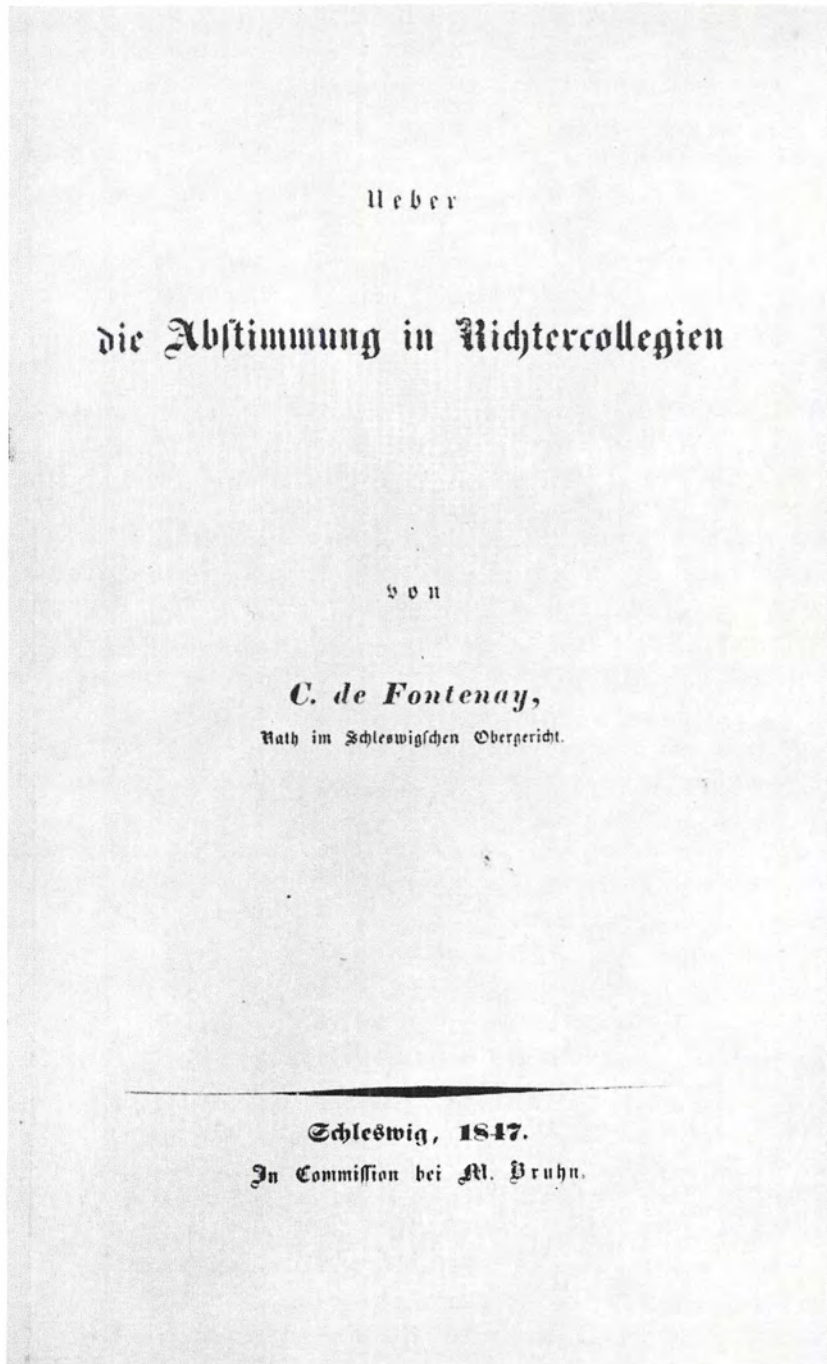 Ueber
die Abstimmung in Richtercollegien
von
C. de Fontenay,
Rath im Schleswigschen Obergericht.
Schleswig, 1847.
In Commission bei M. Bruhn.